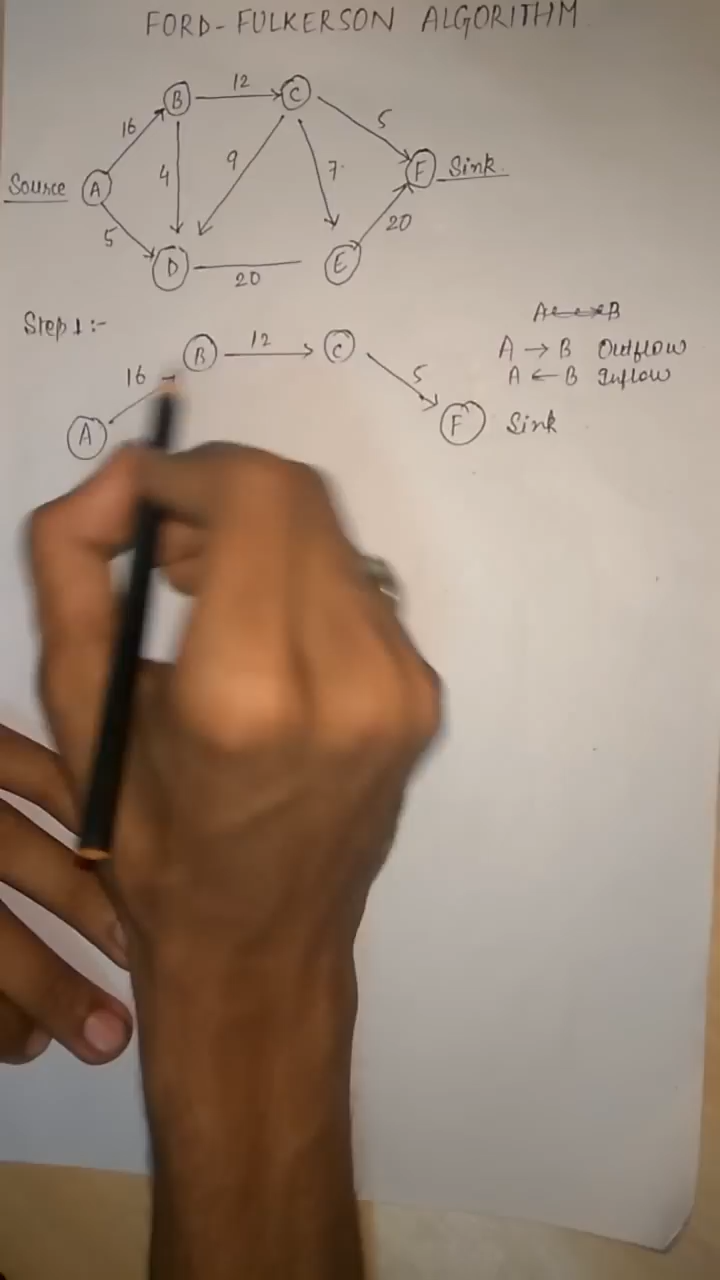 FORD-FULKERSON ALGORITHM
12
B C
16 5
4 9 7
Source A F Sink.
5 20
D E
20
Step 1:-
A B
A → B Outflow
A ← B Inflow
B 12 C
16 5
A F Sink